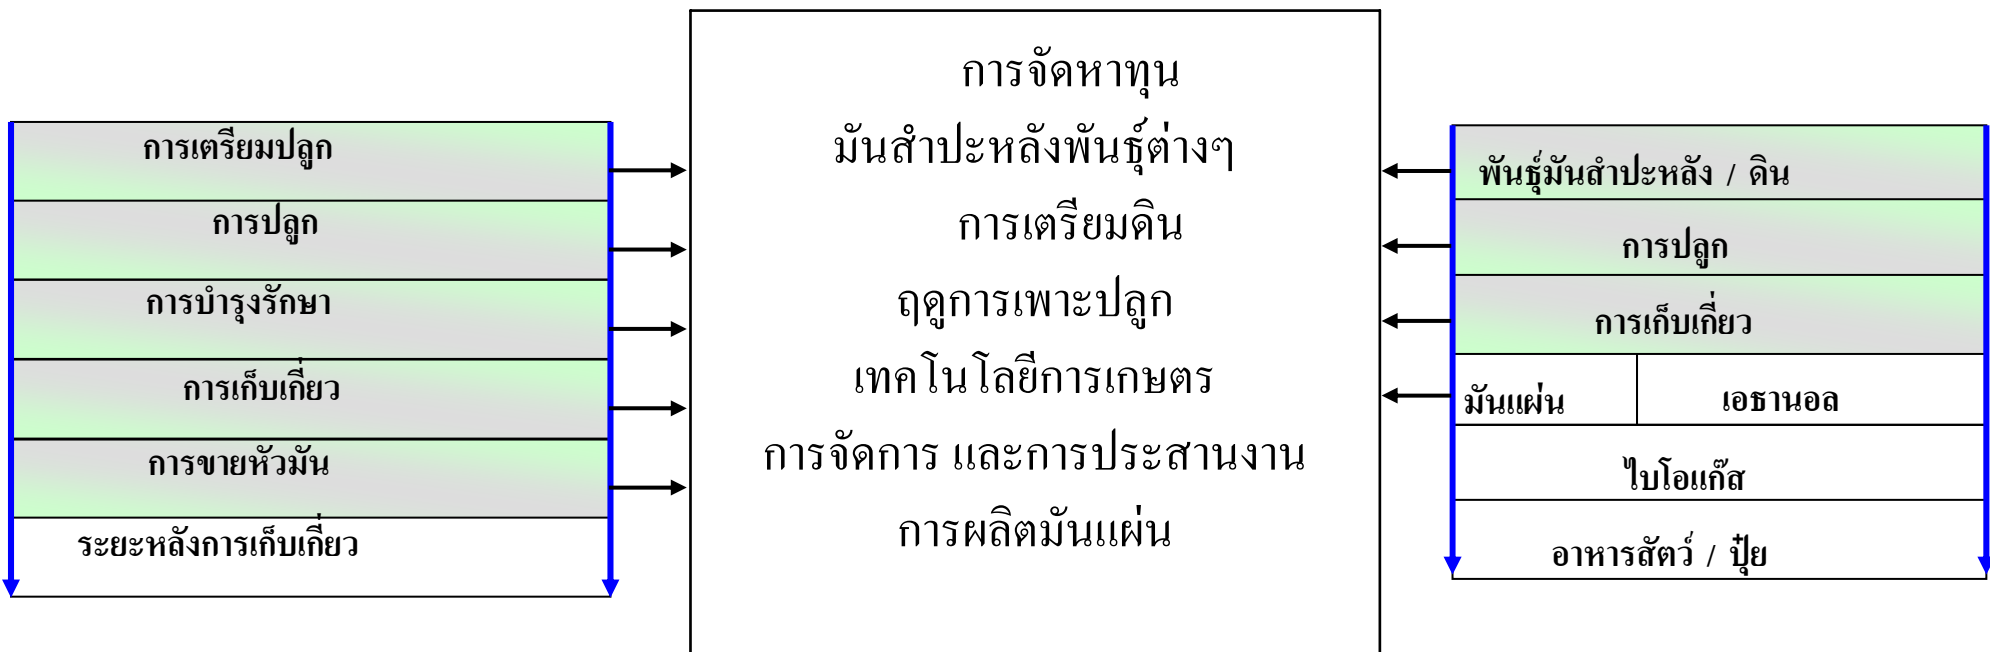 การเตรียมปลูก
การปลูก
การบำรุงรักษา
การเก็บเกี่ยว
การขายหัวมัน
ระยะหลังการเก็บเกี่ยว
การจัดหาทุน
มันสำปะหลังพันธุ์ต่างๆ
การเตรียมดิน
ฤดูการเพาะปลูก
เทคโนโลยีการเกษตร
การจัดการ และการประสานงาน
การผลิตมันแผ่น
พันธุ์มันสำปะหลัง / ดิน
การปลูก
การเก็บเกี่ยว
มันแผ่น
เอธานอล
ไบโอแก๊ส
อาหารสัตว์ / ปุ๋ย